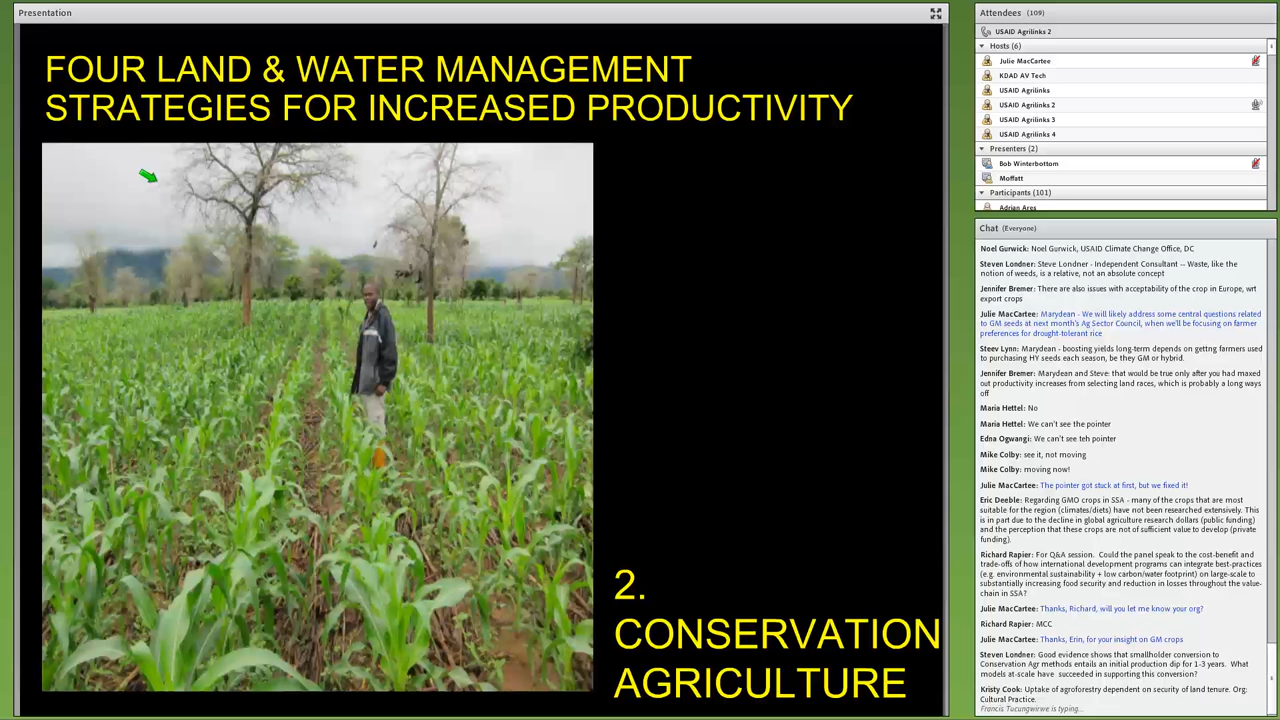 Presentation
FOUR LAND & WATER MANAGEMENT
STRATEGIES FOR INCREASED PRODUCTIVITY
2.
CONSERVATION
AGRICULTURE
Attendees (109)
USAID Agrilinks 2
Hosts (6)
Julie MacCartee
KDAD AV Tech
USAID Agrilinks
USAID Agrilinks 2
USAID Agrilinks 3
USAID Agrilinks 4
Presenters (2)
Bob Winterbottom
Moffatt
Participants (101)
Adrian Ares
Chat (Everyone)
Noel Gurwick: Noel Gurwick, USAID Climate Change Office, DC
Steven Londner: Steve Londner - Independent Consultant -- Waste, like the
notion of weeds, is a relative, not an absolute concept
Jennifer Bremer: There are also issues with acceptability of the crop in Europe, wrt
export crops
Julie MacCartee: Marydean - We will likely address some central questions related
to GM seeds at next month's Ag Sector Council, when we'll be focusing on farmer
preferences for drought-tolerant rice
Steev Lynn: Marydean - boosting yields long-term depends on gettng farmers used
to purchasing HY seeds each season, be they GM or hybrid.
Jennifer Bremer: Marydean and Steve: that would be true only after you had maxed
out productivity increases from selecting land races, which is probably a long ways
off
Maria Hettel: No
Maria Hettel: We can't see the pointer
Edna Ogwangi: We can't see teh pointer
Mike Colby: see it, not moving
Mike Colby: moving now!
Julie MacCartee: The pointer got stuck at first, but we fixed it!
Eric Deeble: Regarding GMO crops in SSA - many of the crops that are most
suitable for the region (climates/diets) have not been researched extensively. This
is in part due to the decline in global agriculture research dollars (public funding)
and the perception that these crops are not of sufficient value to develop (private
funding).
Richard Rapier: For Q&A session. Could the panel speak to the cost-benefit and
trade-offs of how international development programs can integrate best-practices
(e.g. environmental sustainability + low carbon/water footprint) on large-scale to
substantially increasing food security and reduction in losses throughout the value-
chain in SSA?
Julie MacCartee: Thanks, Richard, will you let me know your org?
Richard Rapier: MCC
Julie MacCartee: Thanks, Erin, for your insight on GM crops
Steven Londner: Good evidence shows that smallholder conversion to
Conservation Agr methods entails an initial production dip for 1-3 years. What
models at-scale have succeeded in supporting this conversion?
Kristy Cook: Uptake of agroforestry dependent on security of land tenure. Org:
Cultural Practice.
Francis Tucungwirwe is typing...